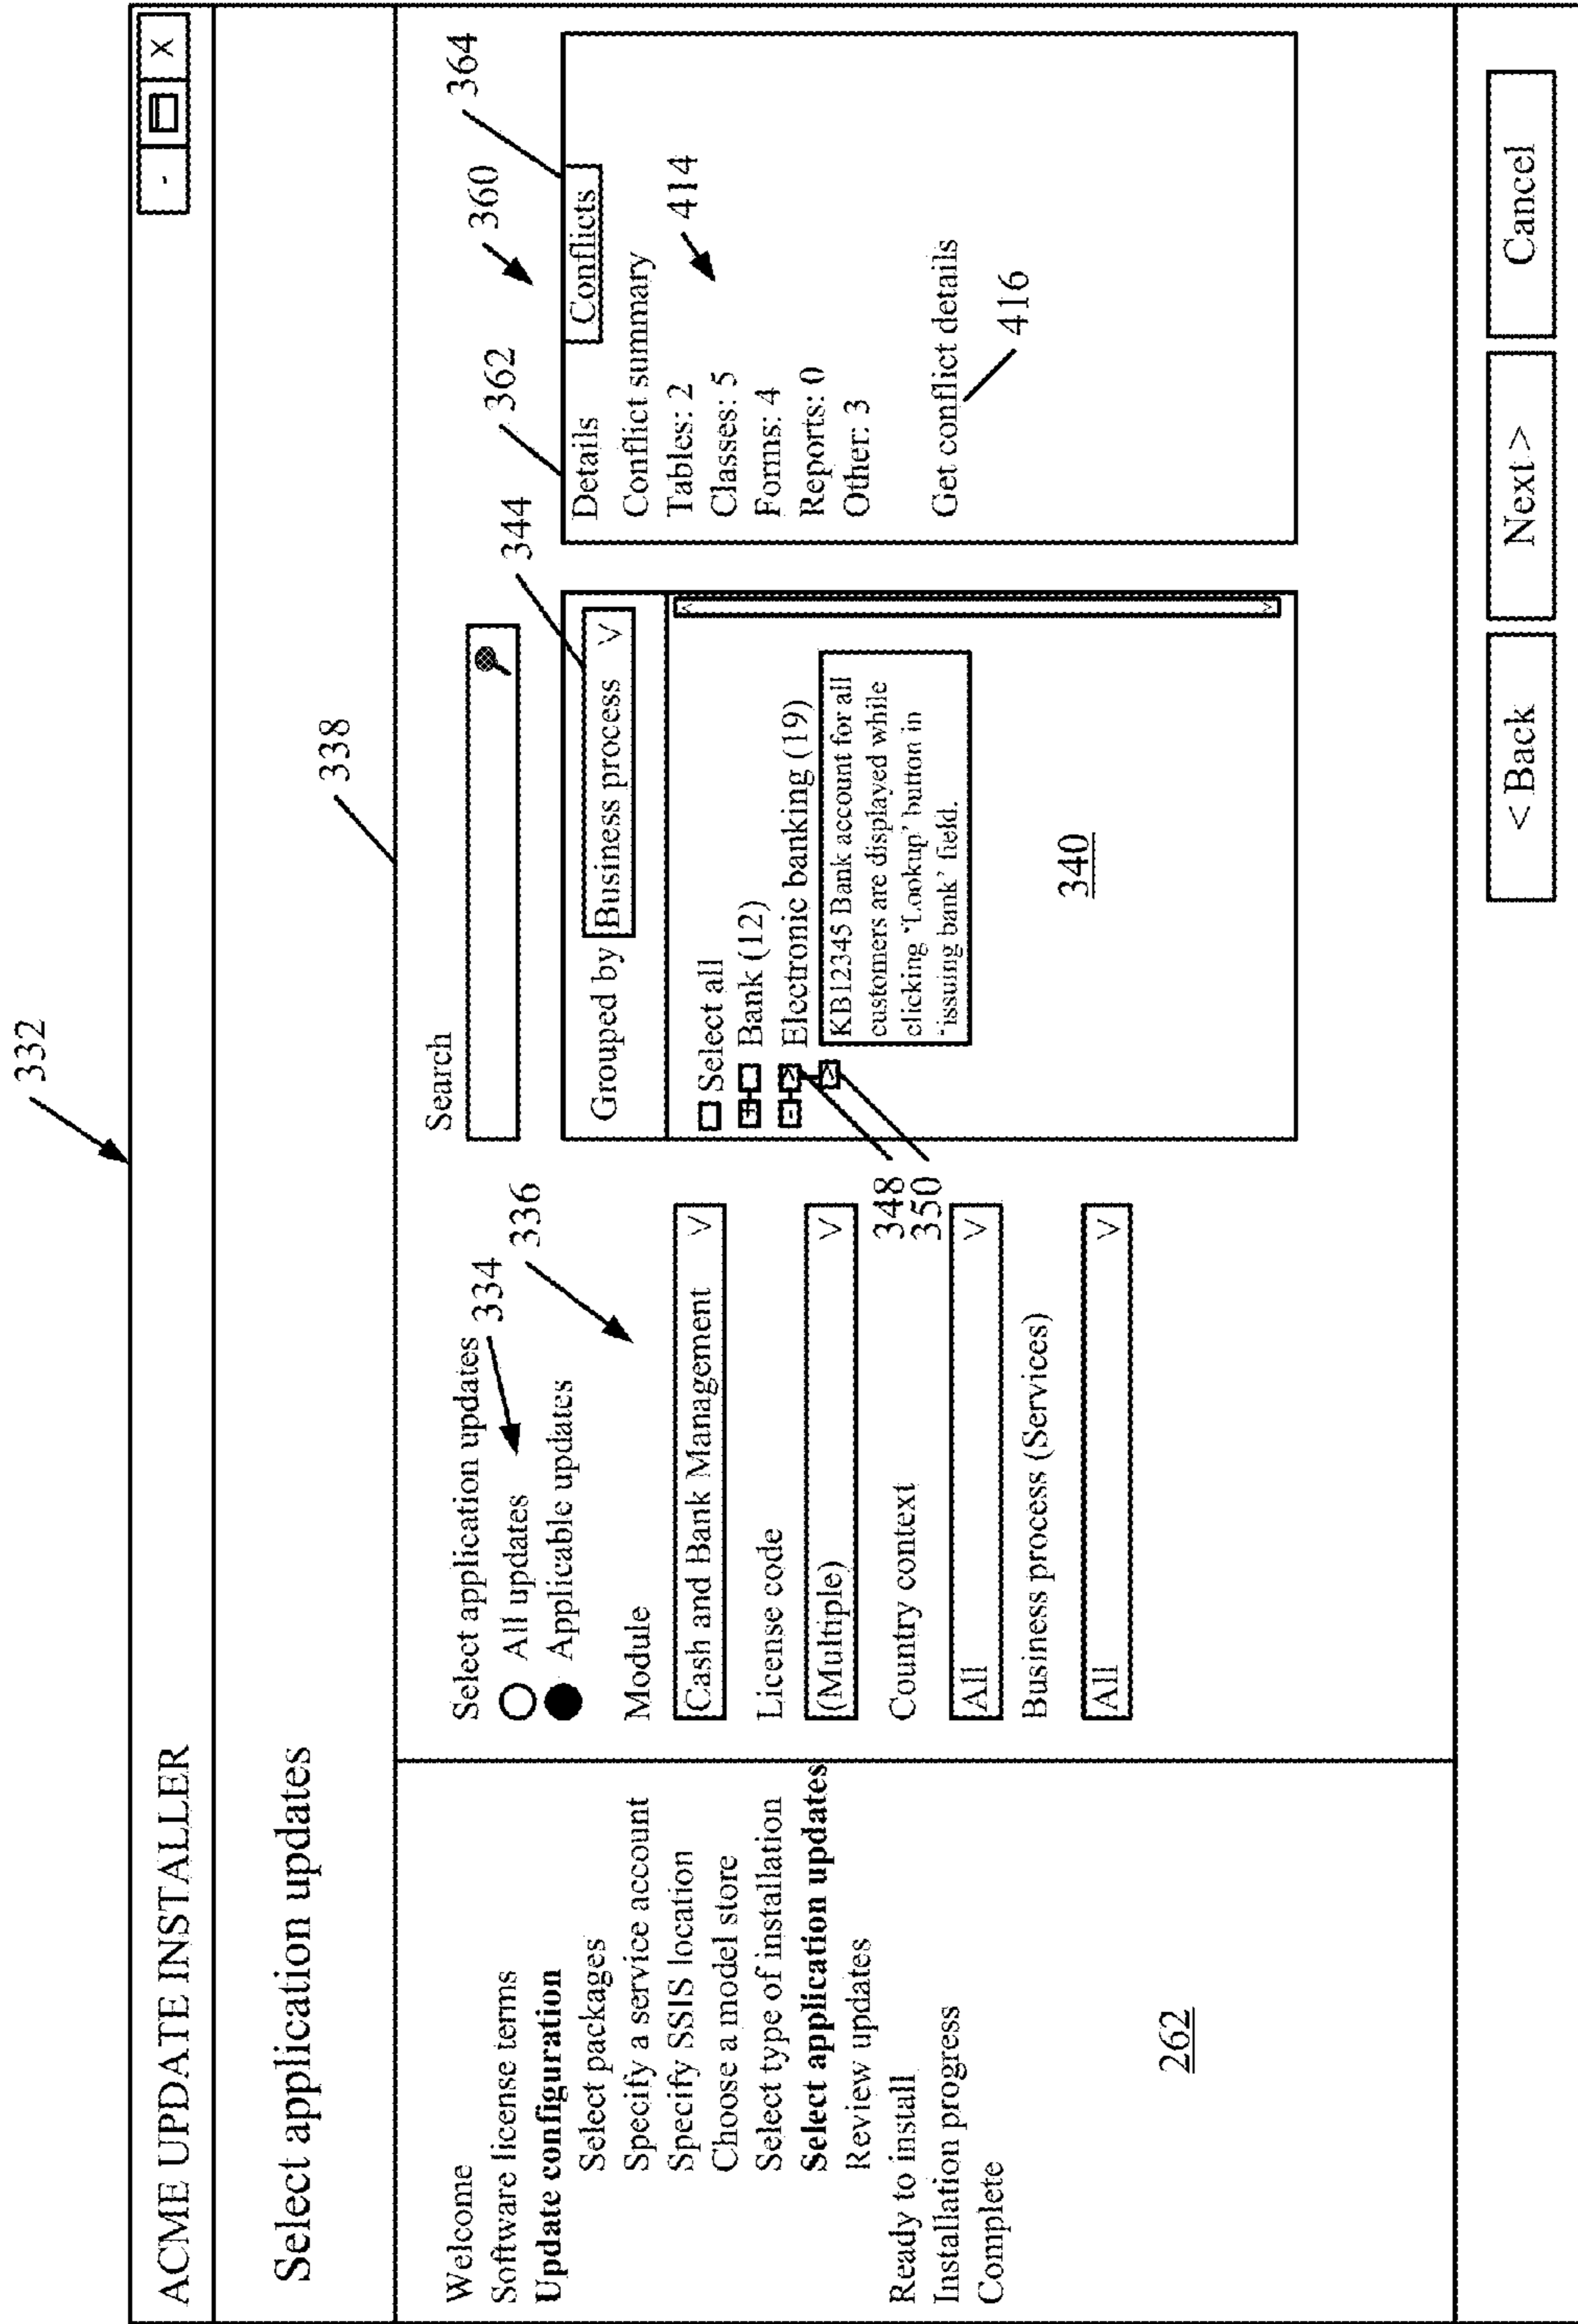 332
ACME UPDATE INSTALLER
- X
Select application updates
338
Welcome
Software license terms
Update configuration
Select packages
Specify a service account
Specify SSIS location
Choose a model store
Select type of installation
Select application updates
Review updates
Ready to install
Installation progress
Complete
262
Select application updates
334
All updates
Applicable updates
336
Module
Cash and Bank Management V
License code
(Multiple) V
348
350
Country context
All V
Business process (Services)
All V
Search
344
Grouped by Business process V
Select all
+ Bank (12)
- > Electronic banking (19)
> KB12345 Bank account for all
customers are displayed while
clicking 'Lookup' button in
'issuing bank' field.
340
362
360
364
Details
Conflicts
Conflict summary
Tables: 2
Classes: 5
Forms: 4
Reports: 0
Other: 3
414
Get conflict details
416
< Back
Next >
Cancel